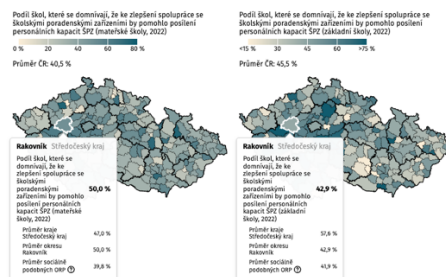 Podíl škol, které se domnívají, že ke zlepšení spolupráce se
školskými poradenskými zařízeními by pomohlo posílení
personálních kapacit ŠPZ (mateřské školy, 2022)
0 % 20 40 60 80 %
Průměr ČR: 40,5 %
Rakovník Středočeský kraj
Podíl škol, které se
domnívají, že ke
zlepšení spolupráce se
školskými
poradenskými
zařízeními by pomohlo
posílení personálních
kapacit ŠPZ (mateřské
školy, 2022)
50,0 %
Průměr kraje
Středočeský kraj
47,0 %
Průměr okresu
Rakovník
50,0 %
Průměr sociálně
podobných ORP
39,8 %
Podíl škol, které se domnívají, že ke zlepšení spolupráce se
školskými poradenskými zařízeními by pomohlo posílení
personálních kapacit ŠPZ (základní školy, 2022)
<15 % 30 45 60 >75 %
Průměr ČR: 45,5 %
Rakovník Středočeský kraj
Podíl škol, které se
domnívají, že ke
zlepšení spolupráce se
školskými
poradenskými
zařízeními by pomohlo
posílení personálních
kapacit ŠPZ (základní
školy, 2022)
42,9 %
Průměr kraje
Středočeský kraj
57,6 %
Průměr okresu
Rakovník
42,9 %
Průměr sociálně
podobných ORP
41,9 %